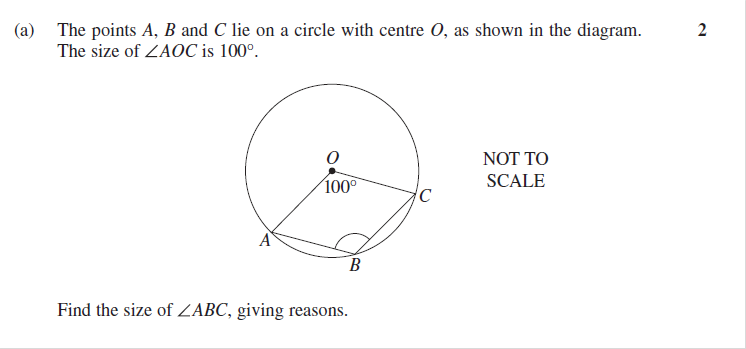 (a) The points A, B and C lie on a circle with centre O, as shown in the diagram. 2
The size of ∠AOC is 100°.
O
100°
C
A
B
NOT TO
SCALE
Find the size of ∠ABC, giving reasons.